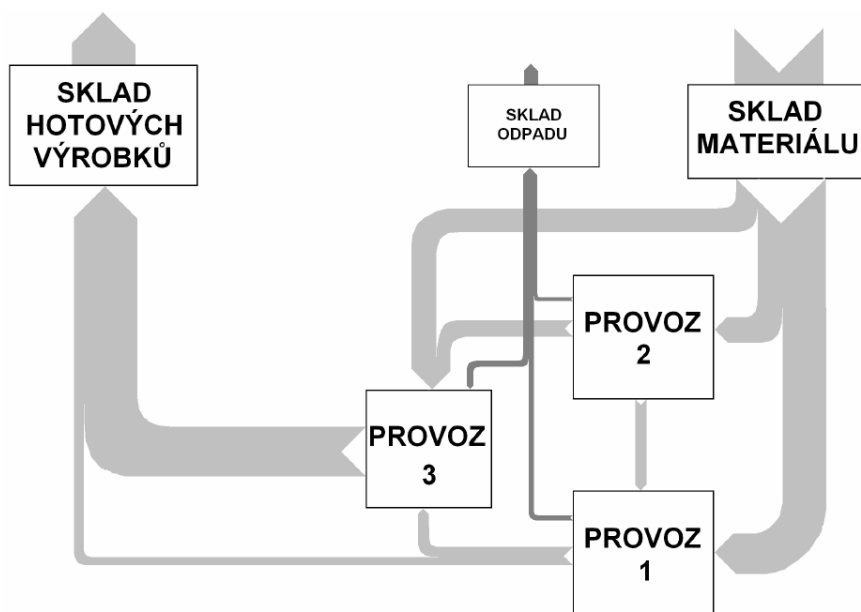 SKLAD
HOTOVÝCH
VÝROBKŮ
SKLAD
ODPADU
SKLAD
MATERIÁLU
PROVOZ
2
PROVOZ
3
PROVOZ
1